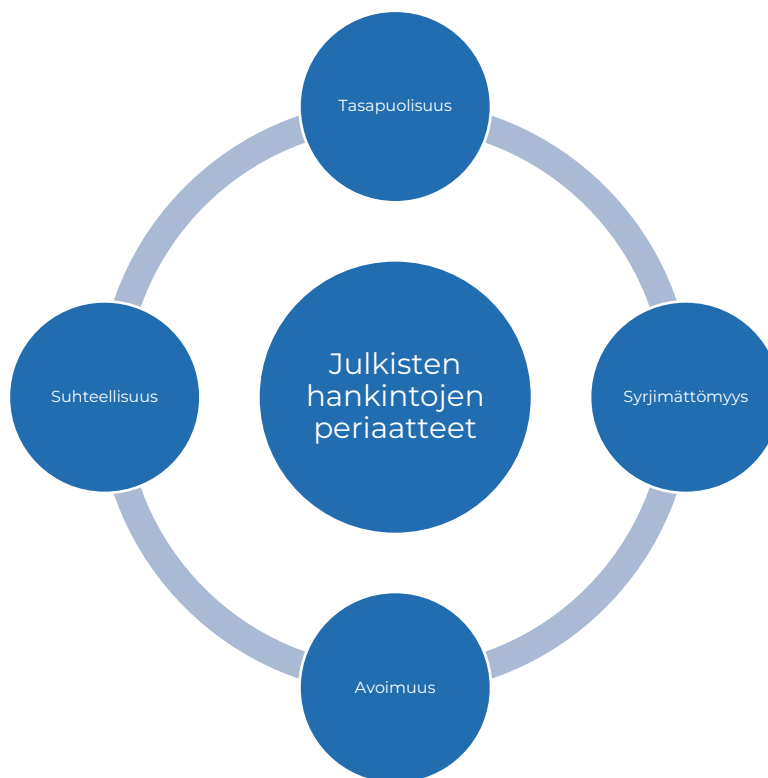 Tasapuolisuus
Julkisten
hankintojen
periaatteet
Suhteellisuus
Syrjimättömyys
Avoimuus